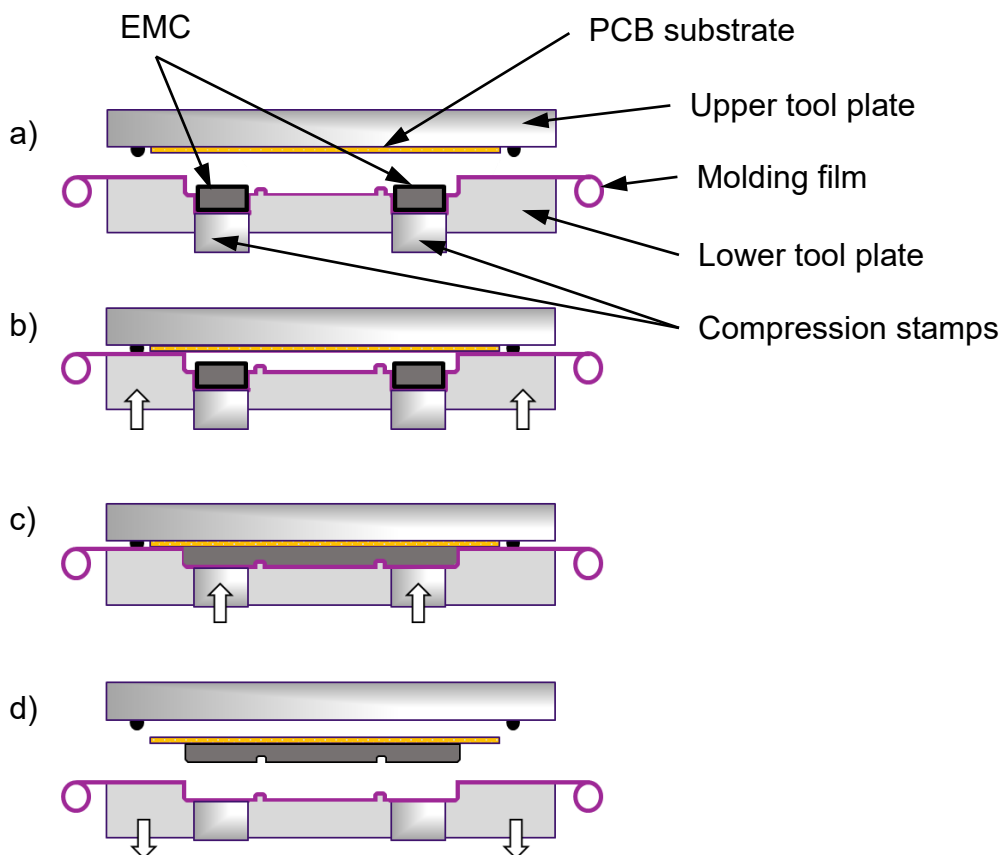 EMC
PCB substrate
Upper tool plate
a)
Molding film
Lower tool plate
b)
Compression stamps
c)
d)